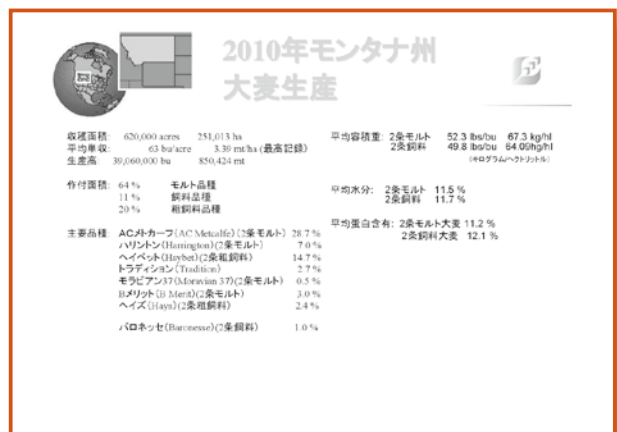 2010年モンタナ州
大麦生産
収穫面積: 620,000 acres 251,013 ha
平均単収: 63 bu/acre 3.39 mt/ha (最高記録)
生産高: 39,060,000 bu 850,424 mt
作付面積: 64 % モルト品種
11 % 飼料品種
20 % 粗飼料品種
主要品種: ACメトカーフ(AC Metcalfe)(2条モルト) 28.7 %
ハリントン(Harrington)(2条モルト) 7.0 %
ヘイベット(Haybet)(2条粗飼料) 14.7 %
トラディション(Tradition) 2.7 %
モラビアン37(Moravian 37)(2条モルト) 0.5 %
Bメリット(B Merit)(2条モルト) 3.0 %
ヘイズ(Hays)(2条粗飼料) 2.4 %
バロネッセ(Baronesse)(2条飼料) 1.0 %
平均容積重: 2条モルト 52.3 lbs/bu 67.3 kg/hl
2条飼料 49.8 lbs/bu 64.09hg/hl
(キログラム/ヘクトリットル)
平均水分: 2条モルト 11.5 %
2条飼料 11.7 %
平均蛋白含有: 2条モルト大麦 11.2 %
2条飼料大麦 12.1 %